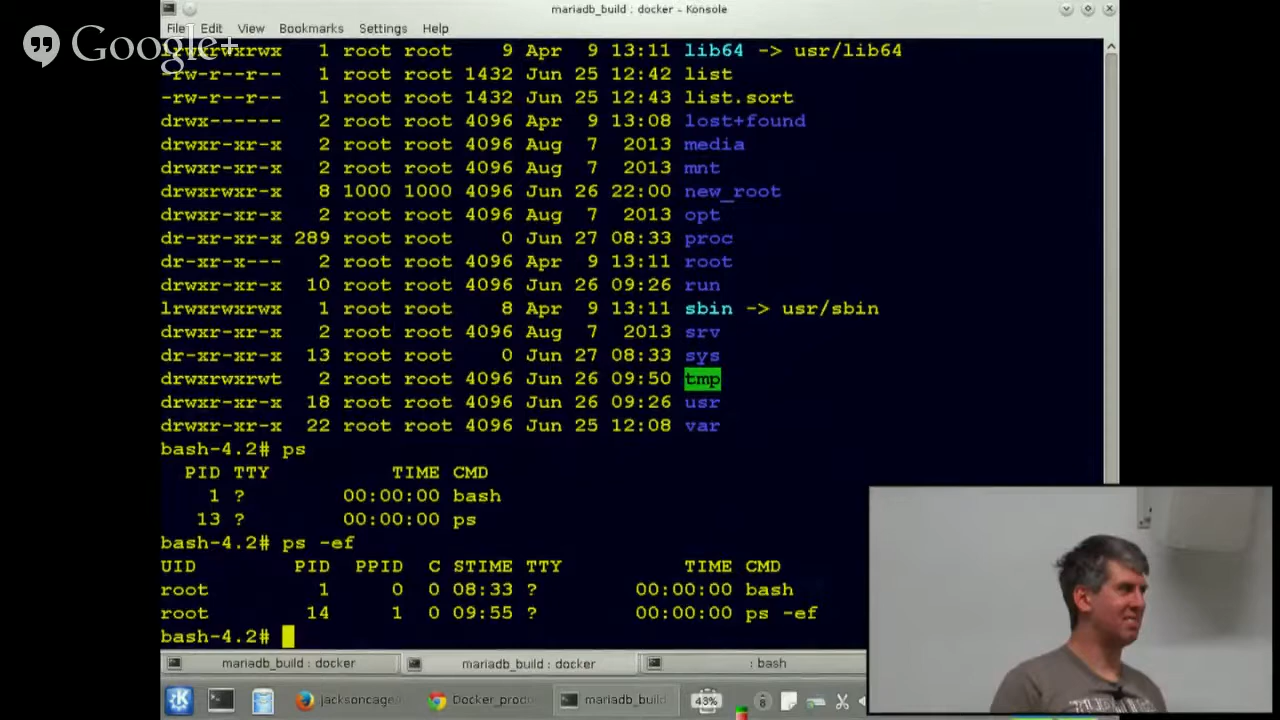 mariadb_build : docker - Konsole
Google+
File Edit View Bookmarks Settings Help
lrwxrwxrwx 1 root root 9 Apr 9 13:11 lib64 -> usr/lib64
-rw-r--r-- 1 root root 1432 Jun 25 12:42 list
-rw-r--r-- 1 root root 1432 Jun 25 12:43 list.sort
drwx------ 2 root root 4096 Apr 9 13:08 lost+found
drwxr-xr-x 2 root root 4096 Aug 7 2013 media
drwxr-xr-x 2 root root 4096 Aug 7 2013 mnt
drwxrwxr-x 8 1000 1000 4096 Jun 26 22:00 new_root
drwxr-xr-x 2 root root 4096 Aug 7 2013 opt
dr-xr-xr-x 289 root root 0 Jun 27 08:33 proc
dr-xr-x--- 2 root root 4096 Apr 9 13:11 root
drwxr-xr-x 10 root root 4096 Jun 26 09:26 run
lrwxrwxrwx 1 root root 8 Apr 9 13:11 sbin -> usr/sbin
drwxr-xr-x 2 root root 4096 Aug 7 2013 srv
dr-xr-xr-x 13 root root 0 Jun 27 08:33 sys
drwxrwxrwt 2 root root 4096 Jun 26 09:50 tmp
drwxr-xr-x 18 root root 4096 Jun 26 09:26 usr
drwxr-xr-x 22 root root 4096 Jun 25 12:08 var
bash-4.2# ps
PID TTY TIME CMD
1 ? 00:00:00 bash
13 ? 00:00:00 ps
bash-4.2# ps -ef
UID PID PPID C STIME TTY TIME CMD
root 1 0 0 08:33 ? 00:00:00 bash
root 14 1 0 09:55 ? 00:00:00 ps -ef
bash-4.2#
mariadb_build : docker mariadb_build : docker : bash
jacksoncage Docker_produ mariadb_build 43% 8